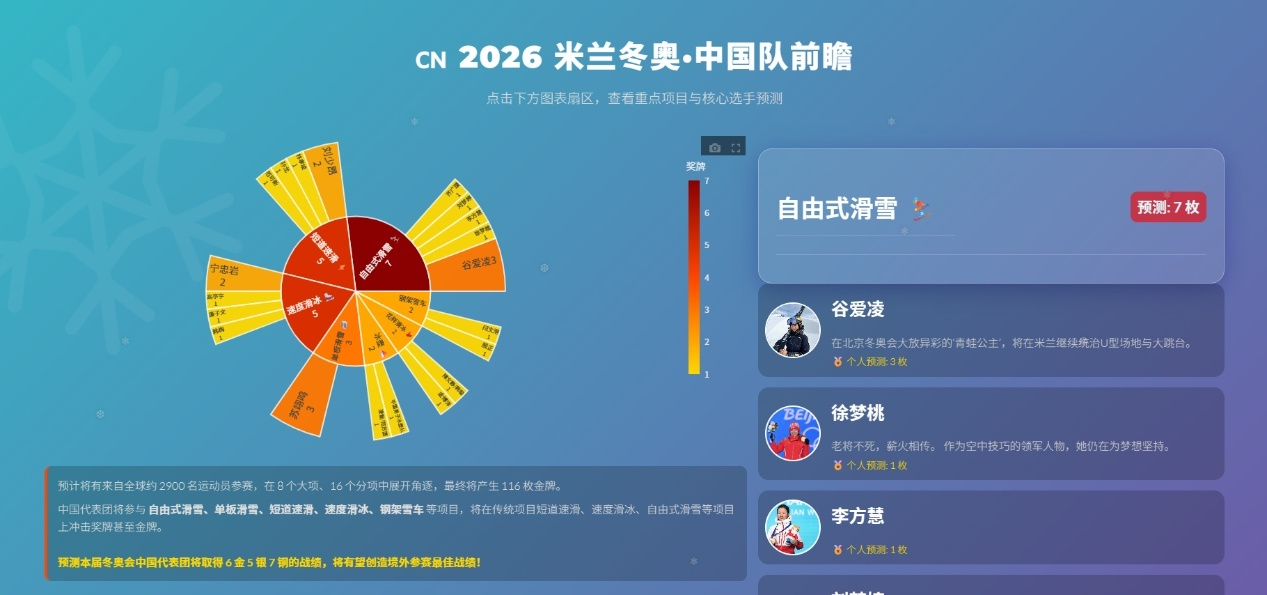 CN 2026 米兰冬奥·中国队前瞻
点击下方图表扇区，查看重点项目与核心选手预测
奖牌
7
6
5
4
3
2
1
自由式滑雪
7
谷爱凌3
短道速滑
5
刘少昂
2
速度滑冰
5
宁忠岩
2
3
苏翊鸣
3
钢架雪车
2
花样滑冰
2
冰壶
2
自由式滑雪
预测: 7 枚
谷爱凌
在北京冬奥会大放异彩的'青蛙公主'，将在米兰继续统治U型场地与大跳台。
个人预测: 3 枚
徐梦桃
老将不死，薪火相传。 作为空中技巧的领军人物，她仍在为梦想坚持。
个人预测: 1 枚
李方慧
个人预测: 1 枚
预计将有来自全球约 2900 名运动员参赛，在 8 个大项、16 个分项中展开角逐，最终将产生 116 枚金牌。
中国代表团将参与 自由式滑雪、单板滑雪、短道速滑、速度滑冰、钢架雪车 等项目，将在传统项目短道速滑、速度滑冰、自由式滑雪等项目
上冲击奖牌甚至金牌。
预测本届冬奥会中国代表团将取得 6 金 5 银 7 铜的战绩，将有望创造境外参赛最佳战绩！